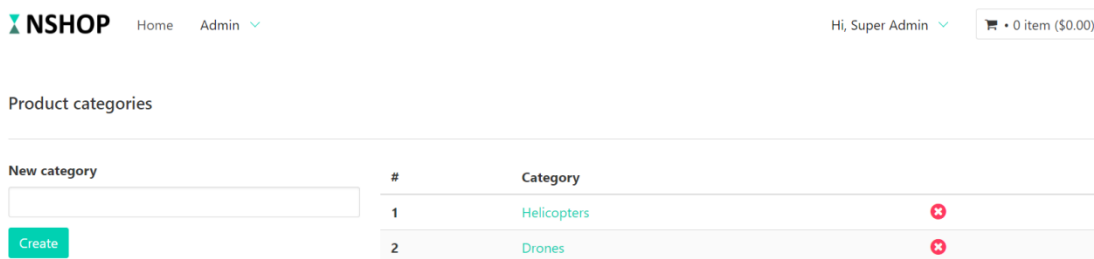 NSHOP Home Admin Hi, Super Admin • 0 item ($0.00)
Product categories
New category
# Category
1 Helicopters
Create
2 Drones